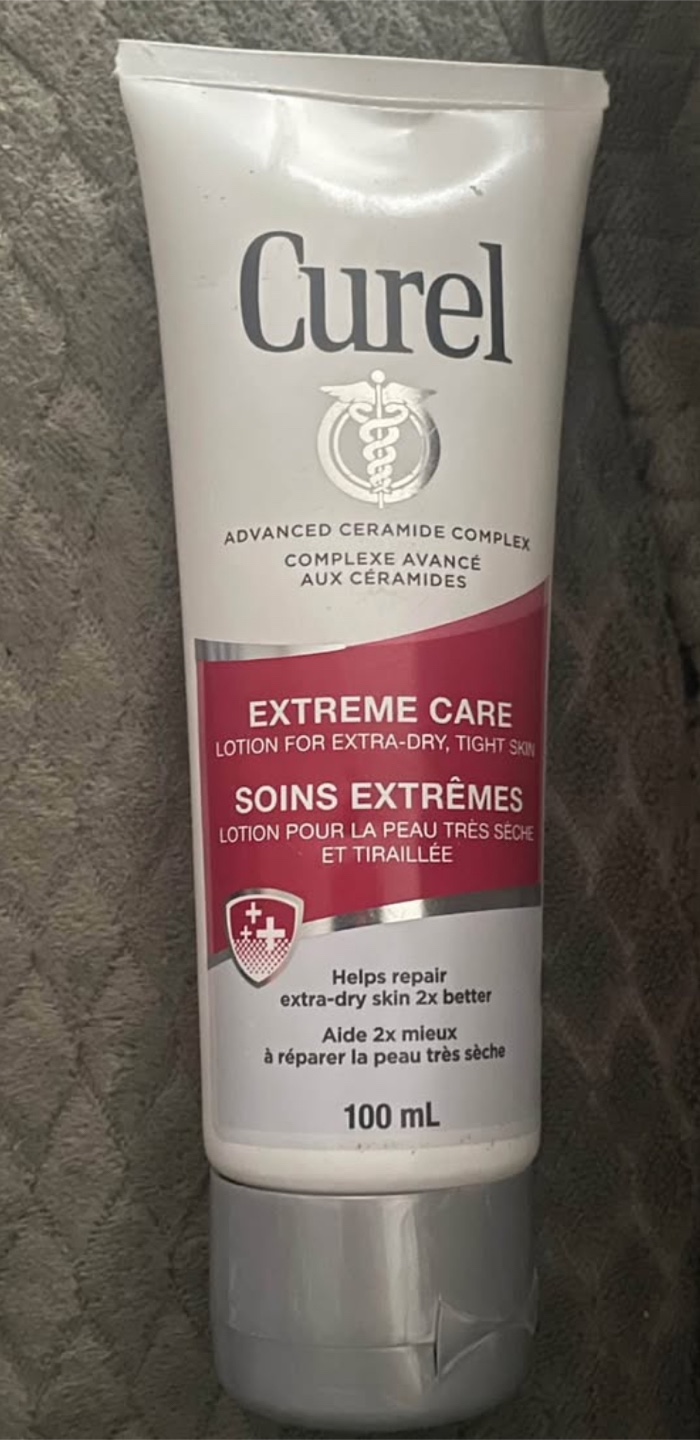 Curel
ADVANCED CERAMIDE COMPLEX
COMPLEXE AVANCÉ
AUX CÉRAMIDES
EXTREME CARE
LOTION FOR EXTRA-DRY, TIGHT SKIN
SOINS EXTRÊMES
LOTION POUR LA PEAU TRÈS SÈCHE
ET TIRAILLÉE
Helps repair
extra-dry skin 2x better
Aide 2x mieux
à réparer la peau très sèche
100 mL